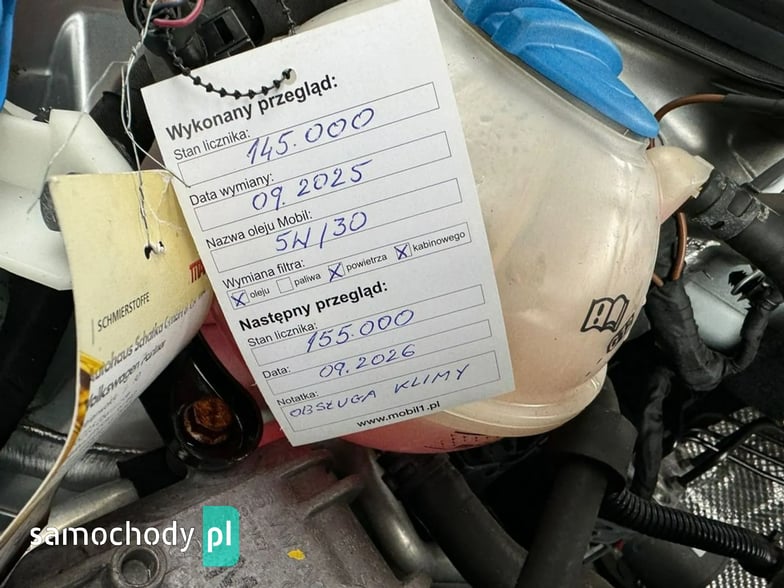 Wykonany przegląd:
Stan licznika:
145.000
Data wymiany:
09.2025
Nazwa oleju Mobil:
5W/30
Wymiana filtra:
X oleju paliwa X powietrza X kabinowego
Następny przegląd:
Stan licznika:
155.000
Data:
09.2026
Notatka:
OBSŁUGA KLIMY
www.mobil1.pl
SCHMIERSTOFFE
Volkswagen Partner
samochody pl